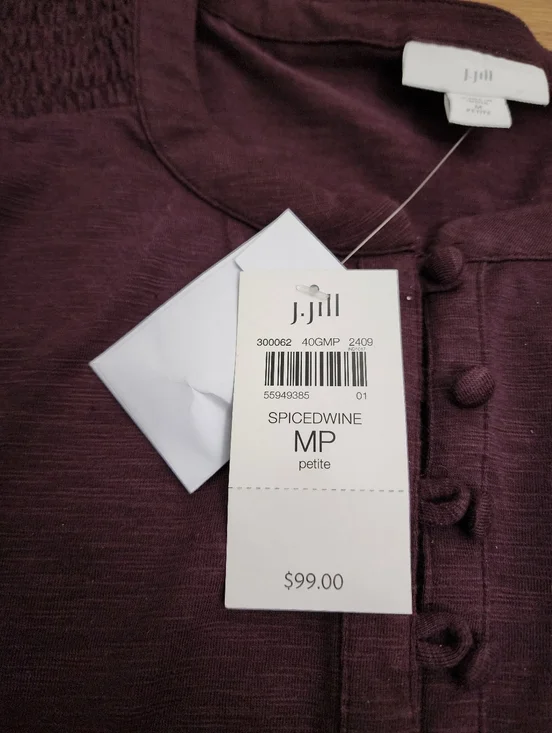 j.jill
j.jill
300062 40GMP 2409
55949385 01
SPICEDWINE
MP
petite
$99.00